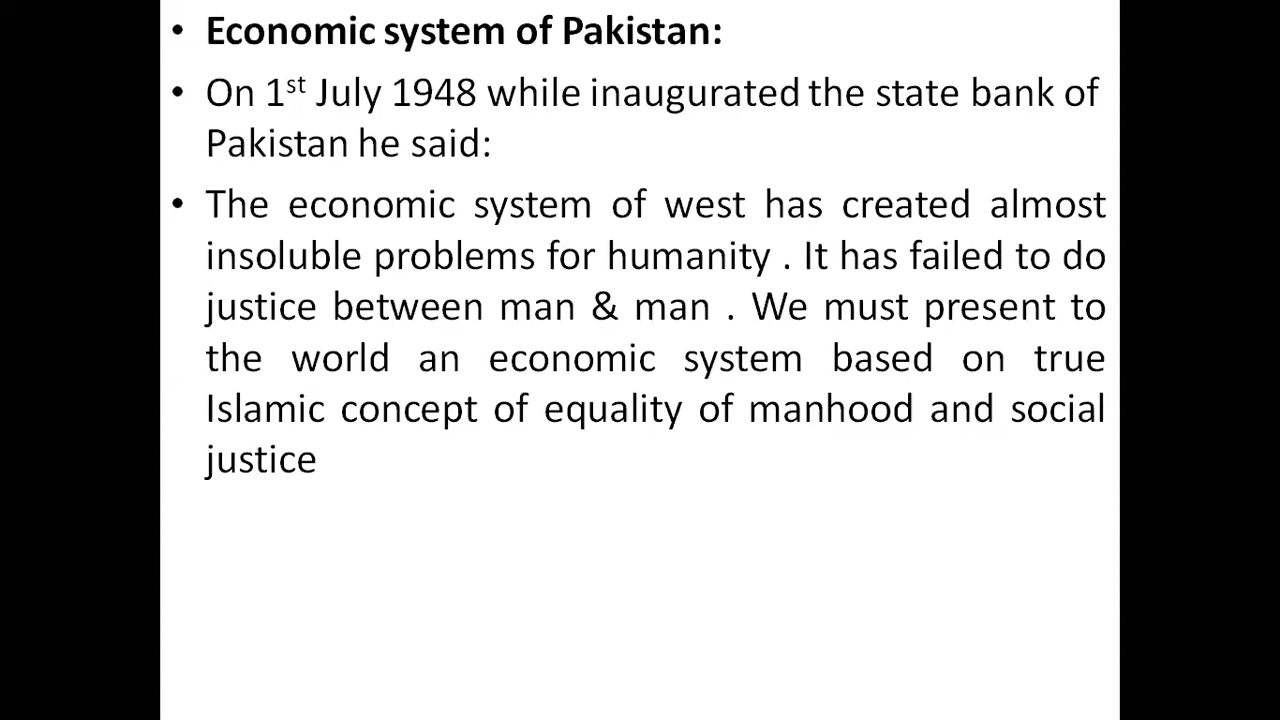 • Economic system of Pakistan:
• On 1st July 1948 while inaugurated the state bank of
Pakistan he said:
• The economic system of west has created almost
insoluble problems for humanity . It has failed to do
justice between man & man . We must present to
the world an economic system based on true
Islamic concept of equality of manhood and social
justice